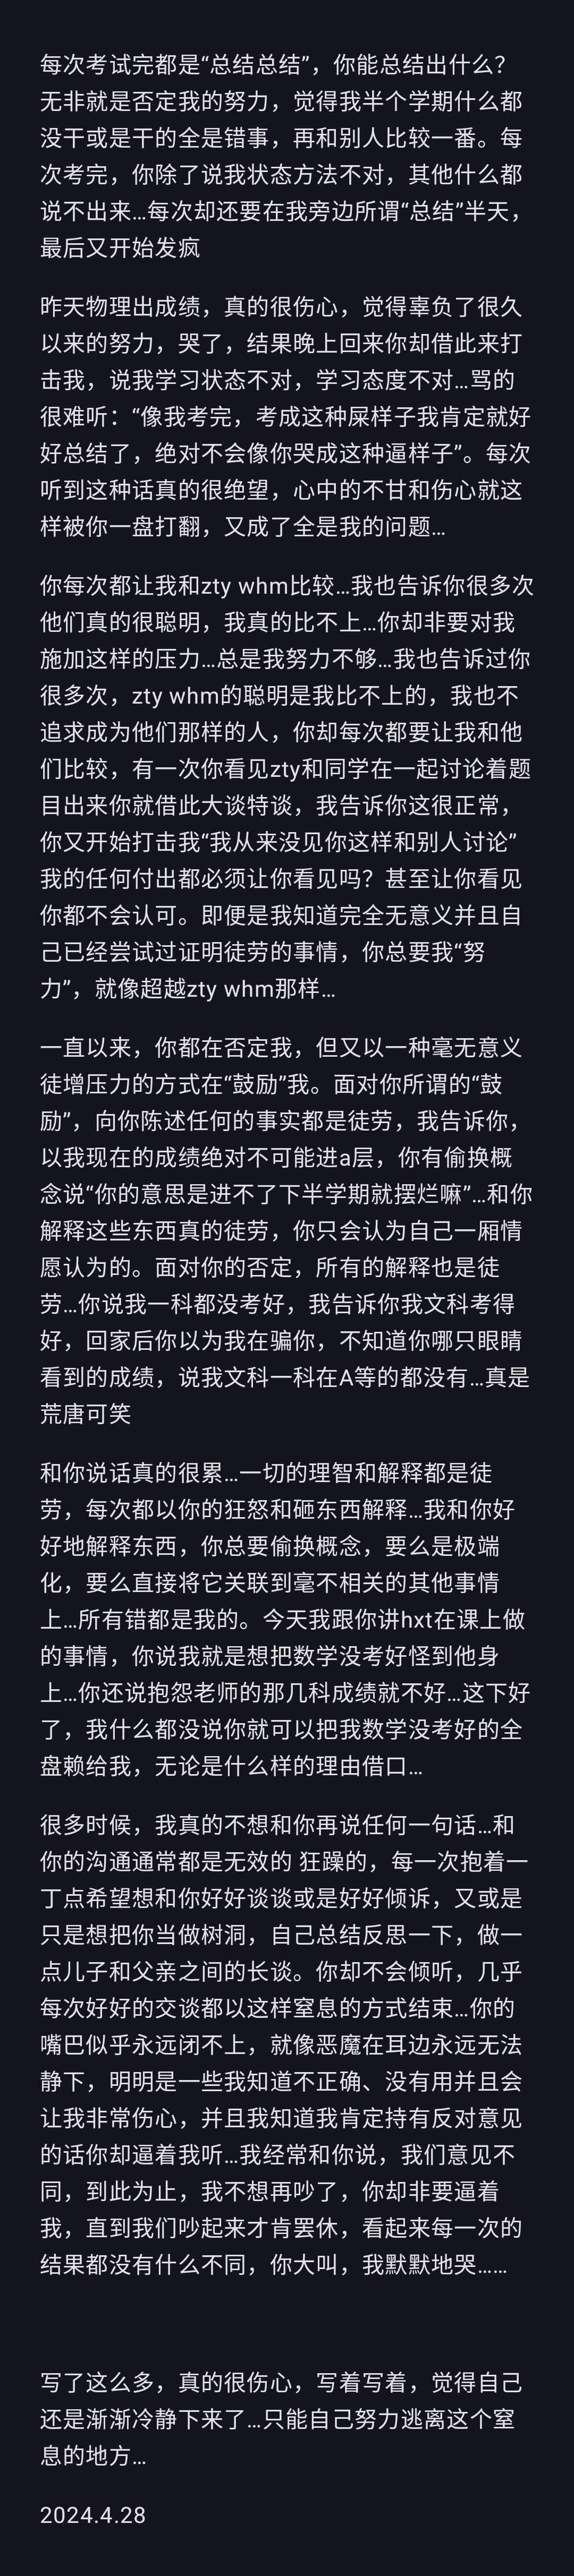 每次考试完都是“总结总结”，你能总结出什么？
无非就是否定我的努力，觉得我半个学期什么都
没干或是干的全是错事，再和别人比较一番。每
次考完，你除了说我状态方法不对，其他什么都
说不出来…每次却还要在我旁边所谓“总结”半天，
最后又开始发疯
昨天物理出成绩，真的很伤心，觉得辜负了很久
以来的努力，哭了，结果晚上回来你却借此来打
击我，说我学习状态不对，学习态度不对…骂的
很难听：“像我考完，考成这种屎样子我肯定就好
好总结了，绝对不会像你哭成这种逼样子”。每次
听到这种话真的很绝望，心中的不甘和伤心就这
样被你一盘打翻，又成了全是我的问题…
你每次都让我和zty whm比较…我也告诉你很多次
他们真的很聪明，我真的比不上…你却非要对我
施加这样的压力…总是我努力不够…我也告诉过你
很多次，zty whm的聪明是我比不上的，我也不
追求成为他们那样的人，你却每次都要让我和他
们比较，有一次你看见zty和同学在一起讨论着题
目出来你就借此大谈特谈，我告诉你这很正常，
你又开始打击我“我从来没见你这样和别人讨论”
我的任何付出都必须让你看见吗？甚至让你看见
你都不会认可。即便是我知道完全无意义并且自
己已经尝试过证明徒劳的事情，你总要我“努
力”，就像超越zty whm那样…
一直以来，你都在否定我，但又以一种毫无意义
徒增压力的方式在“鼓励”我。面对你所谓的“鼓
励”，向你陈述任何的事实都是徒劳，我告诉你，
以我现在的成绩绝对不可能进a层，你有偷换概
念说“你的意思是进不了下半学期就摆烂嘛”…和你
解释这些东西真的徒劳，你只会认为自己一厢情
愿认为的。面对你的否定，所有的解释也是徒
劳…你说我一科都没考好，我告诉你我文科考得
好，回家后你以为我在骗你，不知道你哪只眼睛
看到的成绩，说我文科一科在A等的都没有…真是
荒唐可笑
和你说话真的很累…一切的理智和解释都是徒
劳，每次都以你的狂怒和砸东西解释…我和你好
好地解释东西，你总要偷换概念，要么是极端
化，要么直接将它关联到毫不相关的其他事情
上…所有错都是我的。今天我跟你讲hxt在课上做
的事情，你说我就是想把数学没考好怪到他身
上…你还说抱怨老师的那几科成绩就不好…这下好
了，我什么都没说你就可以把我数学没考好的全
盘赖给我，无论是什么样的理由借口…
很多时候，我真的不想和你再说任何一句话…和
你的沟通通常都是无效的 狂躁的，每一次抱着一
丁点希望想和你好好谈谈或是好好倾诉，又或是
只是想把你当做树洞，自己总结反思一下，做一
点儿子和父亲之间的长谈。你却不会倾听，几乎
每次好好的交谈都以这样窒息的方式结束…你的
嘴巴似乎永远闭不上，就像恶魔在耳边永远无法
静下，明明是一些我知道不正确、没有用并且会
让我非常伤心，并且我知道我肯定持有反对意见
的话你却逼着我听…我经常和你说，我们意见不
同，到此为止，我不想再吵了，你却非要逼着
我，直到我们吵起来才肯罢休，看起来每一次的
结果都没有什么不同，你大叫，我默默地哭……
写了这么多，真的很伤心，写着写着，觉得自己
还是渐渐冷静下来了…只能自己努力逃离这个窒
息的地方…
2024.4.28